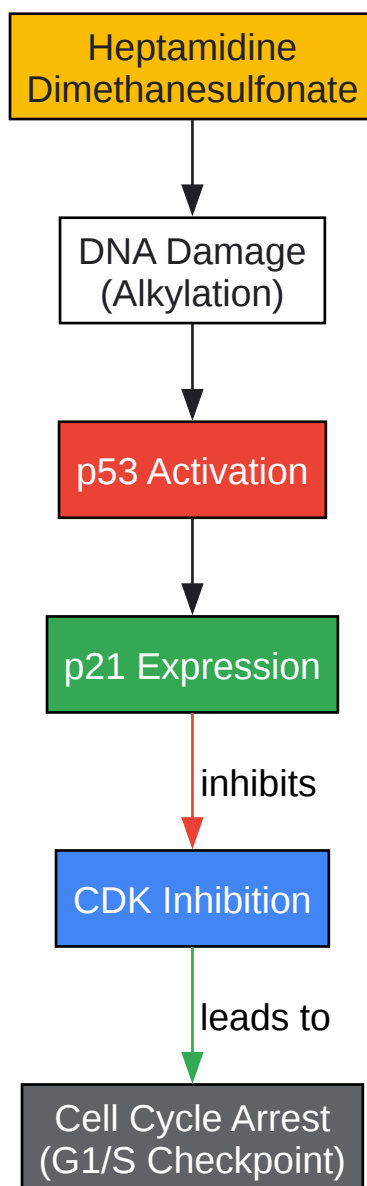 Heptamidine
Dimethanesulfonate
DNA Damage
(Alkylation)
p53 Activation
p21 Expression
inhibits
CDK Inhibition
leads to
Cell Cycle Arrest
(G1/S Checkpoint)